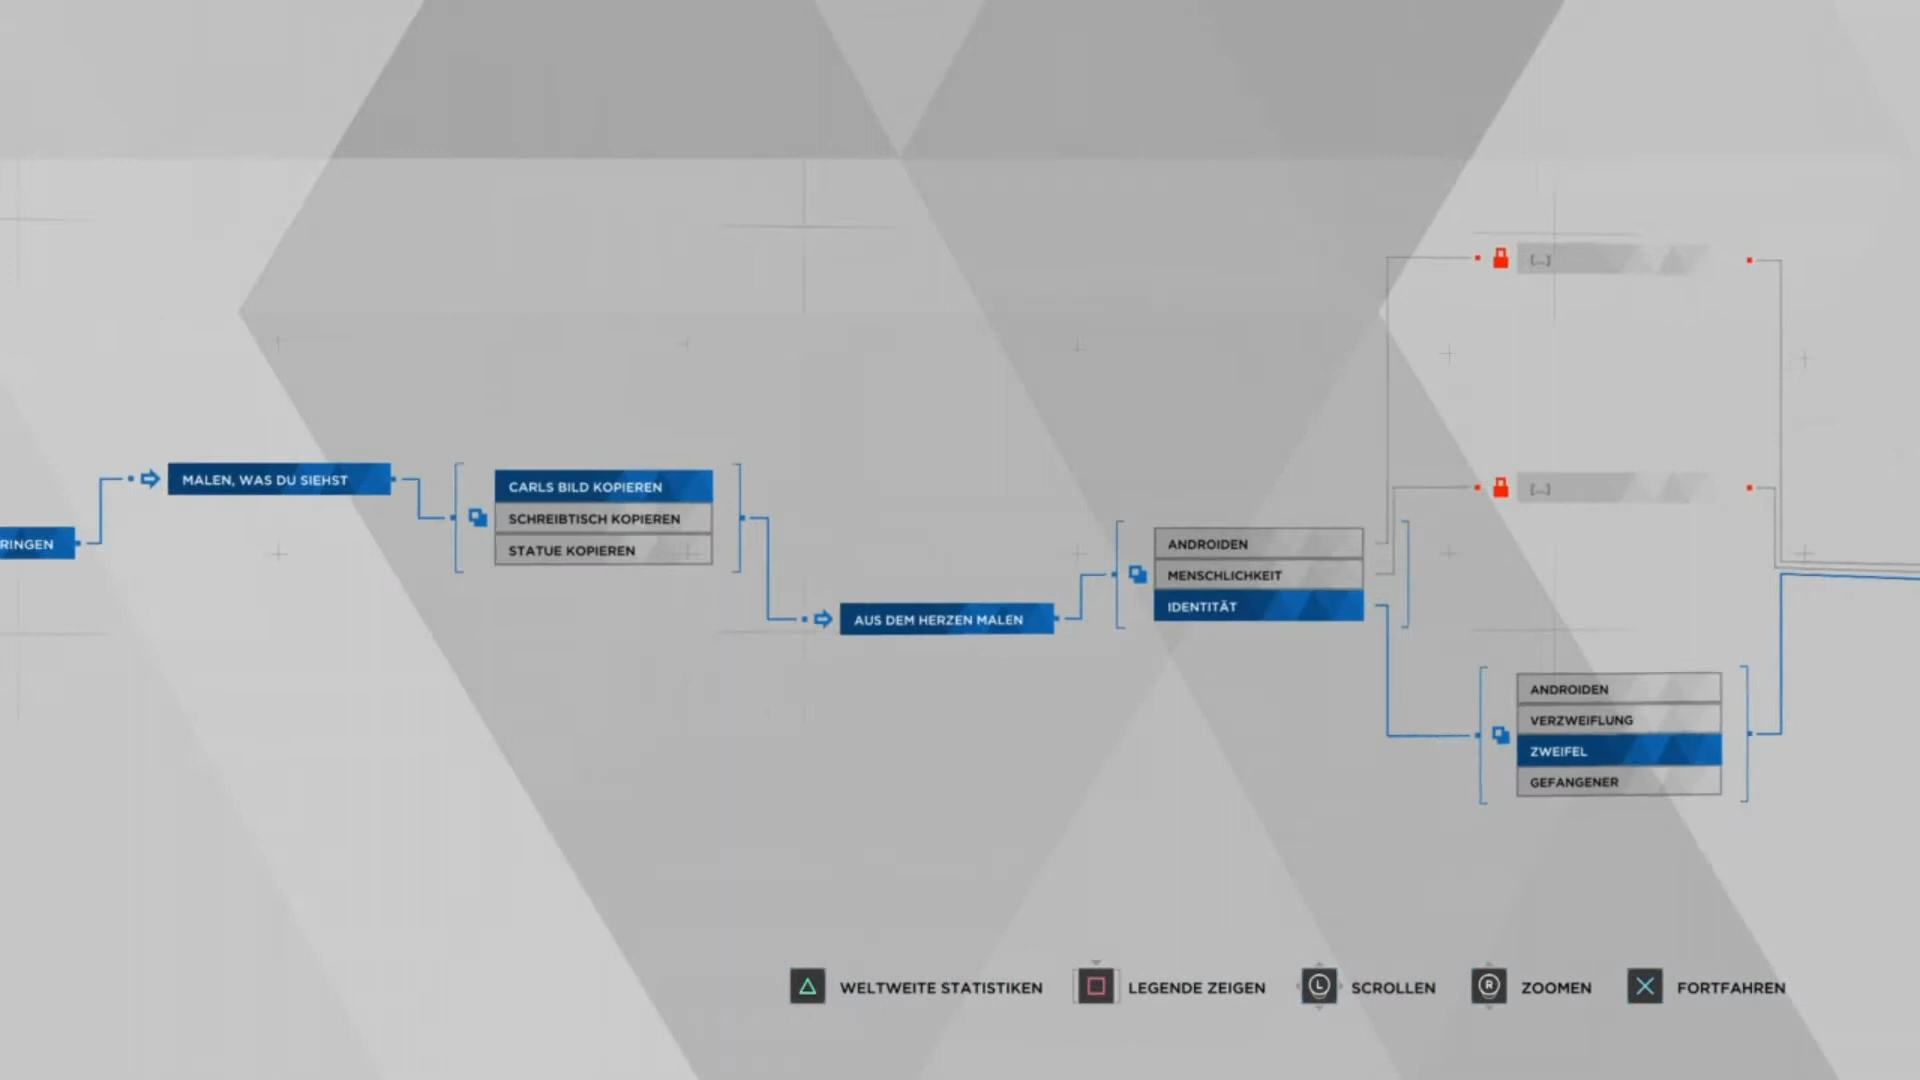 RINGEN
MALEN, WAS DU SIEHST
CARLS BILD KOPIEREN
SCHREIBTISCH KOPIEREN
STATUE KOPIEREN
AUS DEM HERZEN MALEN
ANDROIDEN
MENSCHLICHKEIT
IDENTITÄT
[...]
[...]
ANDROIDEN
VERZWEIFLUNG
ZWEIFEL
GEFANGENER
WELTWEITE STATISTIKEN
LEGENDE ZEIGEN
L SCROLLEN
R ZOOMEN
FORTFAHREN